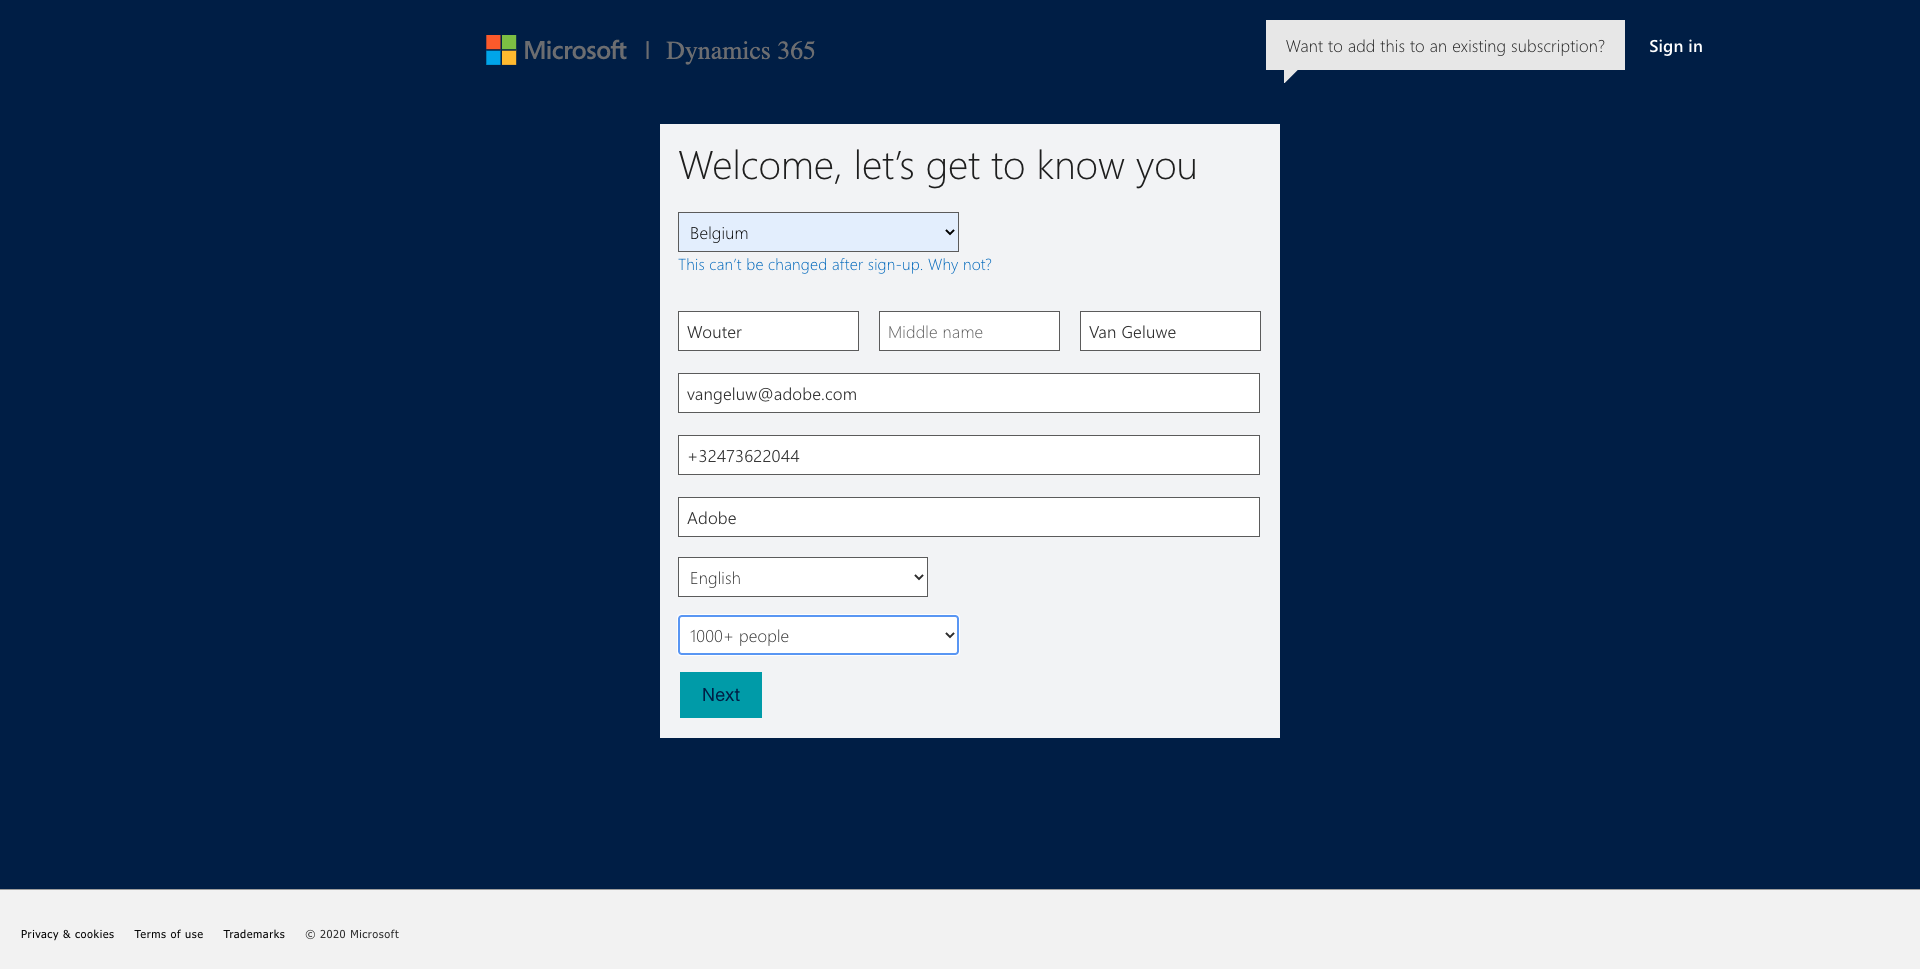 Microsoft | Dynamics 365
Want to add this to an existing subscription?
Sign in
Welcome, let's get to know you
Belgium
This can't be changed after sign-up. Why not?
Wouter
Middle name
Van Geluwe
vangeluw@adobe.com
+32473622044
Adobe
English
1000+ people
Next
Privacy & cookies
Terms of use
Trademarks
© 2020 Microsoft